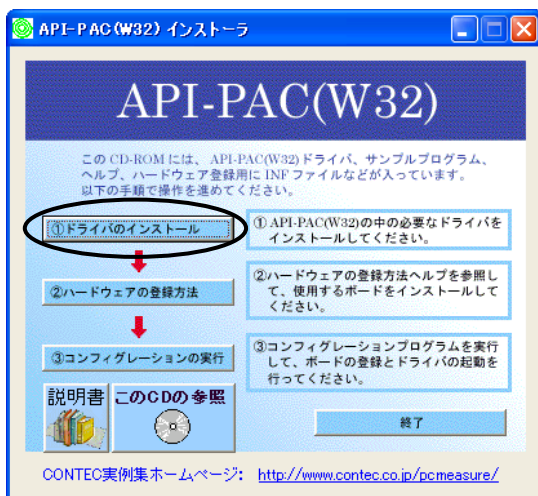 API-PAC(W32) インストーラ
API-PAC(W32)
この CD-ROM には、 API-PAC(W32) ドライバ、サンプルプログラム、
ヘルプ、ハードウェア登録用に INF ファイルなどが入っています。
以下の手順で操作を進めてください。
①ドライバのインストール
① API-PAC(W32)の中の必要なドライバを
インストールしてください。
②ハードウェアの登録方法
②ハードウェアの登録方法ヘルプを参照し
て、使用するボードをインストールして
ください。
③コンフィグレーションの実行
③コンフィグレーションプログラムを実行
して、ボードの登録とドライバの起動を
行ってください。
説明書
このCDの参照
終了
CONTEC実例集ホームページ: http://www.contec.co.jp/pcmeasure/